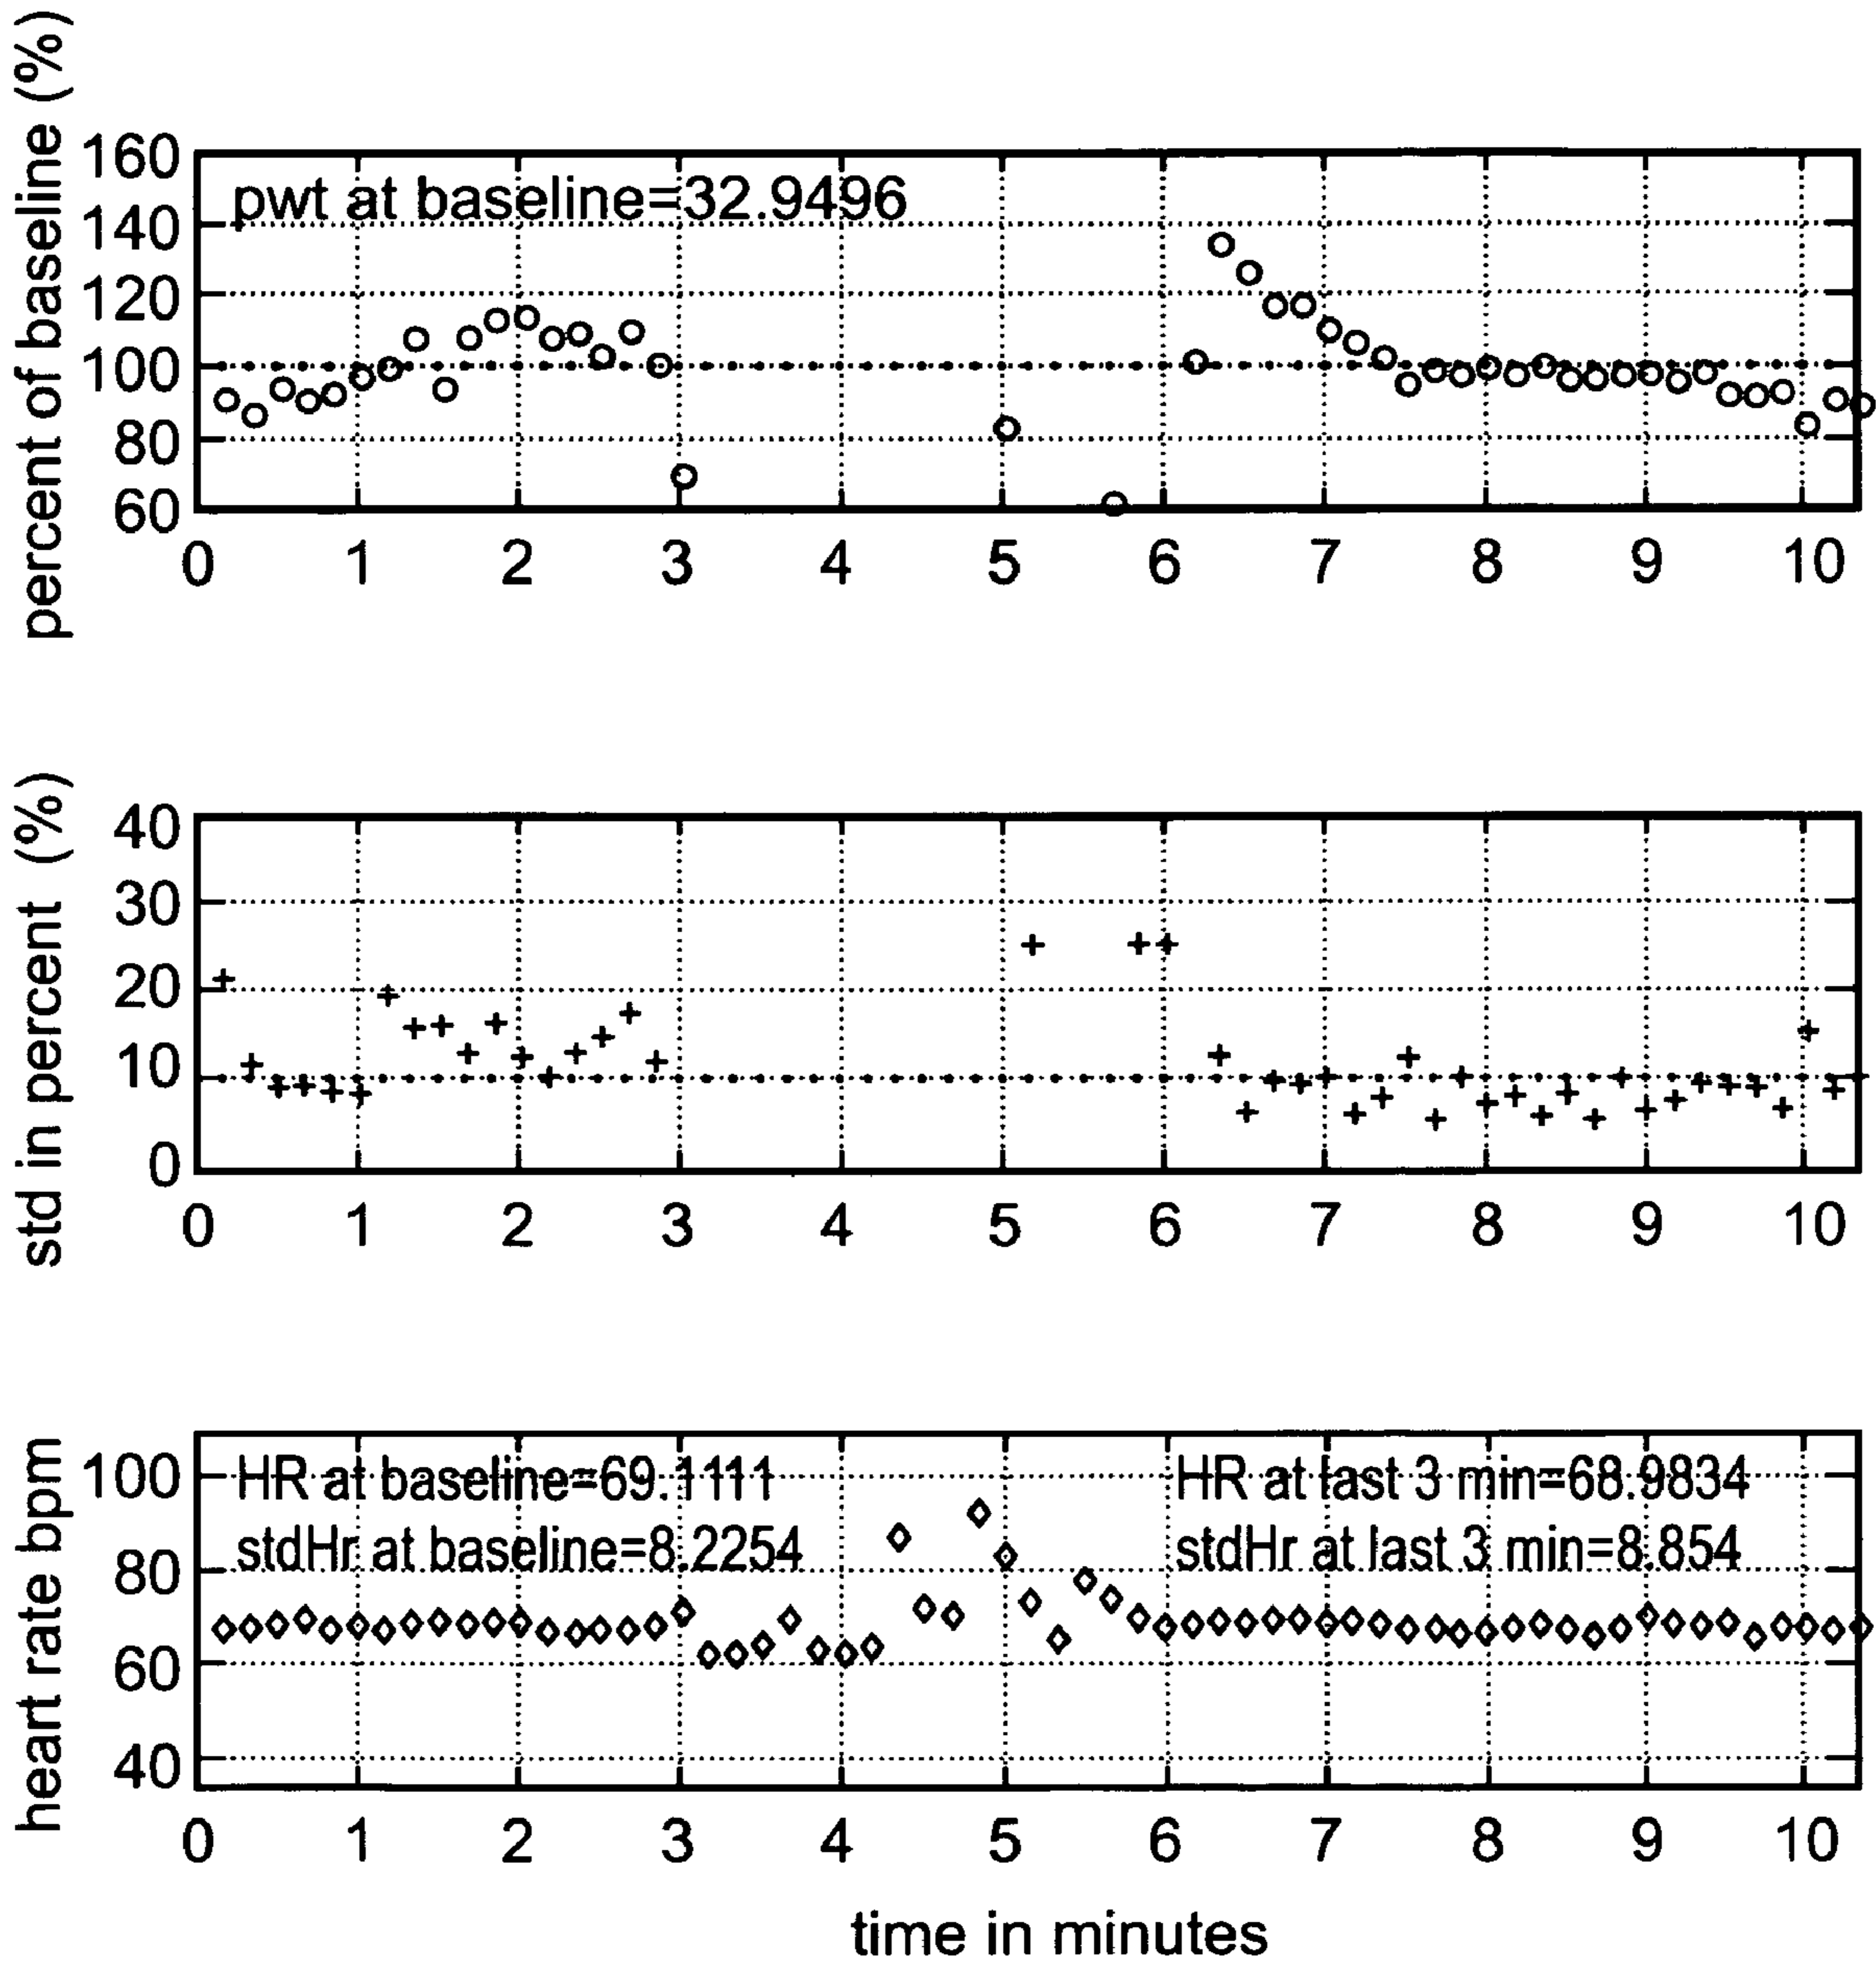 percent of baseline (%)
160
140
120
100
80
60
pwt at baseline=32.9496
0 1 2 3 4 5 6 7 8 9 10
std in percent (%)
40
30
20
10
0
0 1 2 3 4 5 6 7 8 9 10
heart rate bpm
100
80
60
40
HR at baseline=69.1111
stdHr at baseline=8.2254
HR at last 3 min=68.9834
stdHr at last 3 min=8.854
0 1 2 3 4 5 6 7 8 9 10
time in minutes